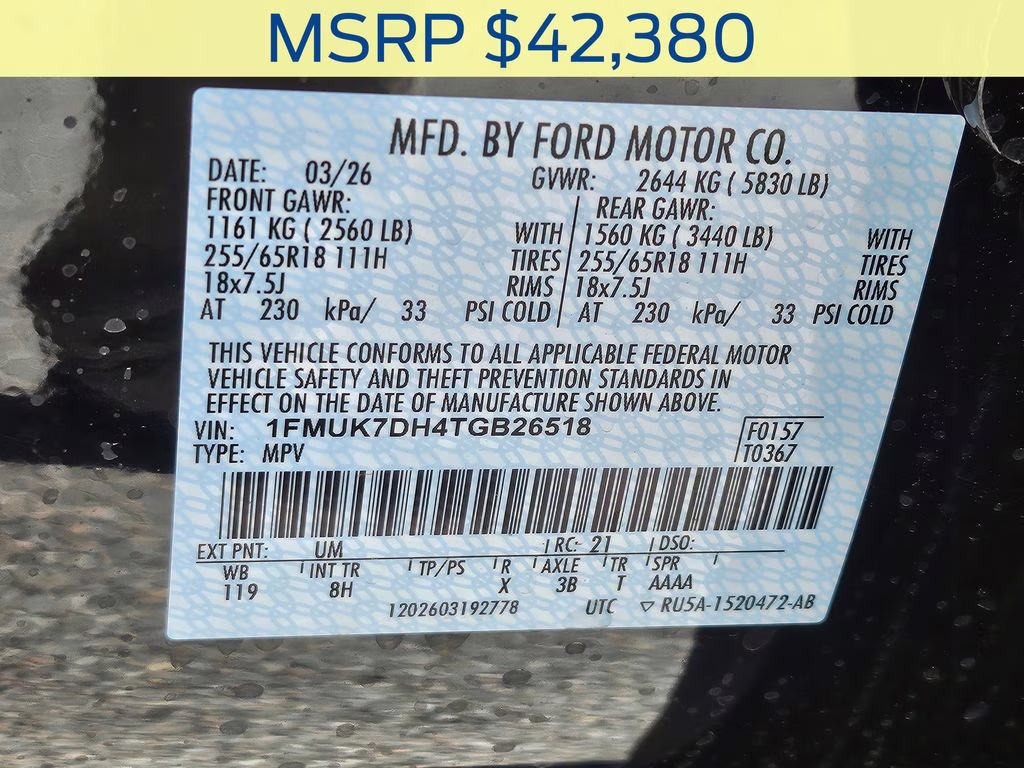 MSRP $42,380
MFD. BY FORD MOTOR CO.
DATE: 03/26 GVWR: 2644 KG ( 5830 LB)
FRONT GAWR: REAR GAWR:
1161 KG ( 2560 LB) WITH 1560 KG ( 3440 LB) WITH
255/65R18 111H TIRES 255/65R18 111H TIRES
18x7.5J RIMS 18x7.5J RIMS
AT 230 kPa/ 33 PSI COLD AT 230 kPa/ 33 PSI COLD
THIS VEHICLE CONFORMS TO ALL APPLICABLE FEDERAL MOTOR
VEHICLE SAFETY AND THEFT PREVENTION STANDARDS IN
EFFECT ON THE DATE OF MANUFACTURE SHOWN ABOVE.
VIN: 1FMUK7DH4TGB26518 F0157
TYPE: MPV T0367
EXT PNT: UM RC: 21 DSO:
WB INT TR TP/PS R AXLE TR SPR
119 8H X 3B T AAAA
1202603192778 UTC ▽ RU5A-1520472-AB